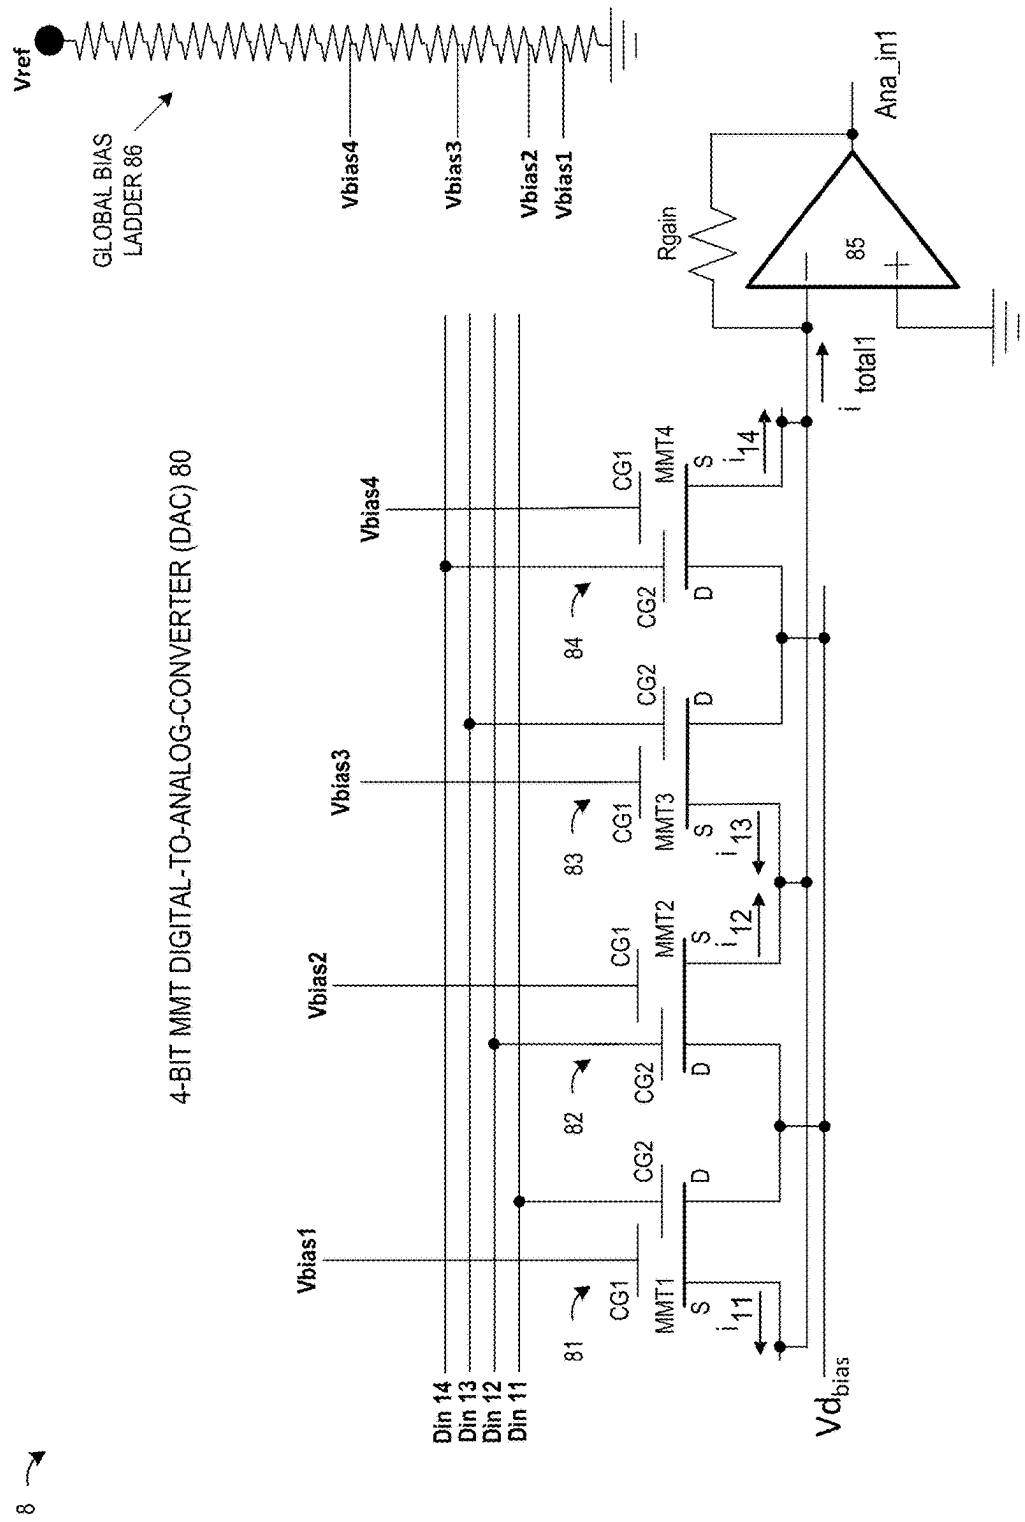 8
4-BIT MMT DIGITAL-TO-ANALOG-CONVERTER (DAC) 80
GLOBAL BIAS
LADDER 86
Vref
Vbias4
Vbias3
Vbias2
Vbias1
Vbias1
Vbias2
Vbias3
Vbias4
Din 14
Din 13
Din 12
Din 11
81
82
83
84
CG1
CG2
CG2
CG1
CG1
CG2
CG2
CG1
MMT1
MMT2
MMT3
MMT4
S
D
D
S
S
D
D
S
i11
i12
i13
i14
i total1
Vdbias
Rgain
−
+
85
Ana_in1